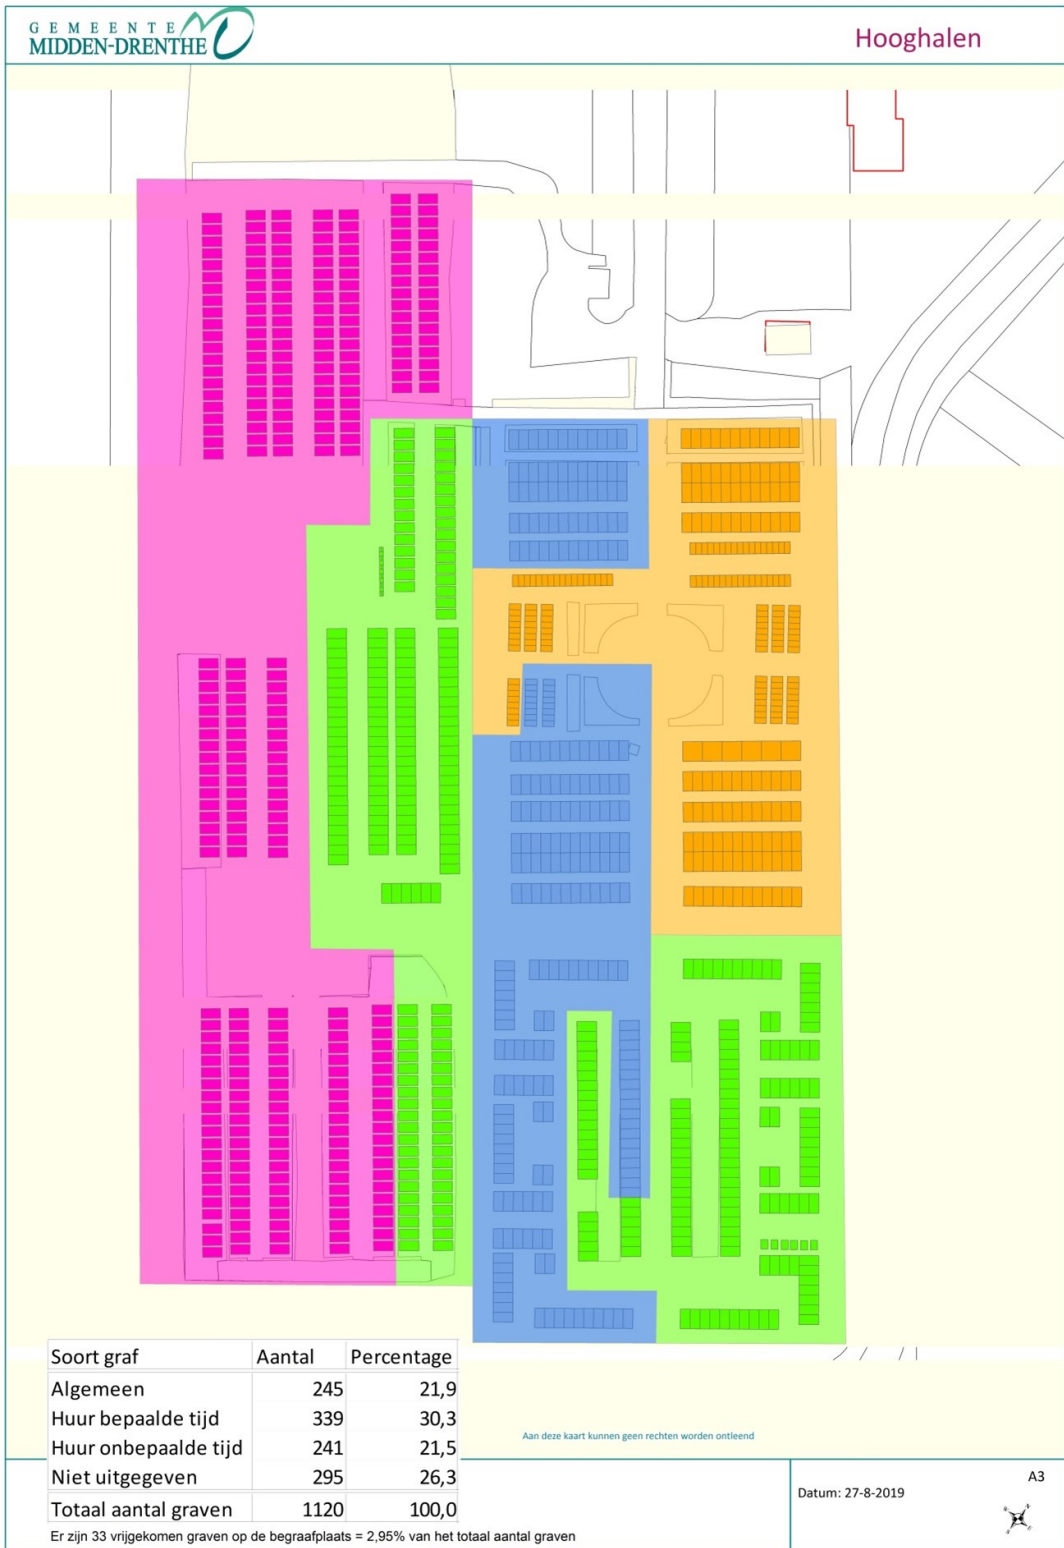 GEMEENTE
MIDDEN-DRENTHE
Hooghalen
Soort graf Aantal Percentage
Algemeen 245 21,9
Huur bepaalde tijd 339 30,3
Huur onbepaalde tijd 241 21,5
Niet uitgegeven 295 26,3
Totaal aantal graven 1120 100,0
Er zijn 33 vrijgekomen graven op de begraafplaats = 2,95% van het totaal aantal graven
Aan deze kaart kunnen geen rechten worden ontleend
Datum: 27-8-2019
A3